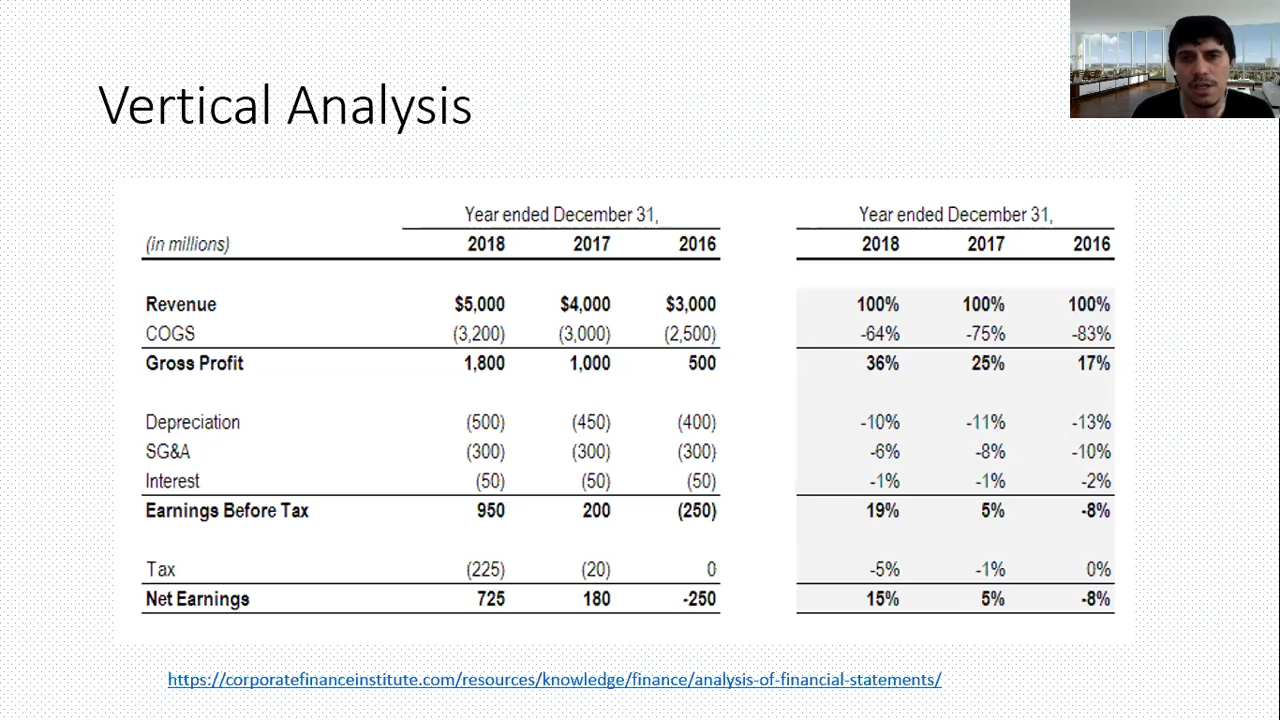 Vertical Analysis
Year ended December 31, Year ended December 31,
(in millions) 2018 2017 2016 2018 2017 2016
Revenue $5,000 $4,000 $3,000 100% 100% 100%
COGS (3,200) (3,000) (2,500) -64% -75% -83%
Gross Profit 1,800 1,000 500 36% 25% 17%
Depreciation (500) (450) (400) -10% -11% -13%
SG&A (300) (300) (300) -6% -8% -10%
Interest (50) (50) (50) -1% -1% -2%
Earnings Before Tax 950 200 (250) 19% 5% -8%
Tax (225) (20) 0 -5% -1% 0%
Net Earnings 725 180 -250 15% 5% -8%
https://corporatefinanceinstitute.com/resources/knowledge/finance/analysis-of-financial-statements/